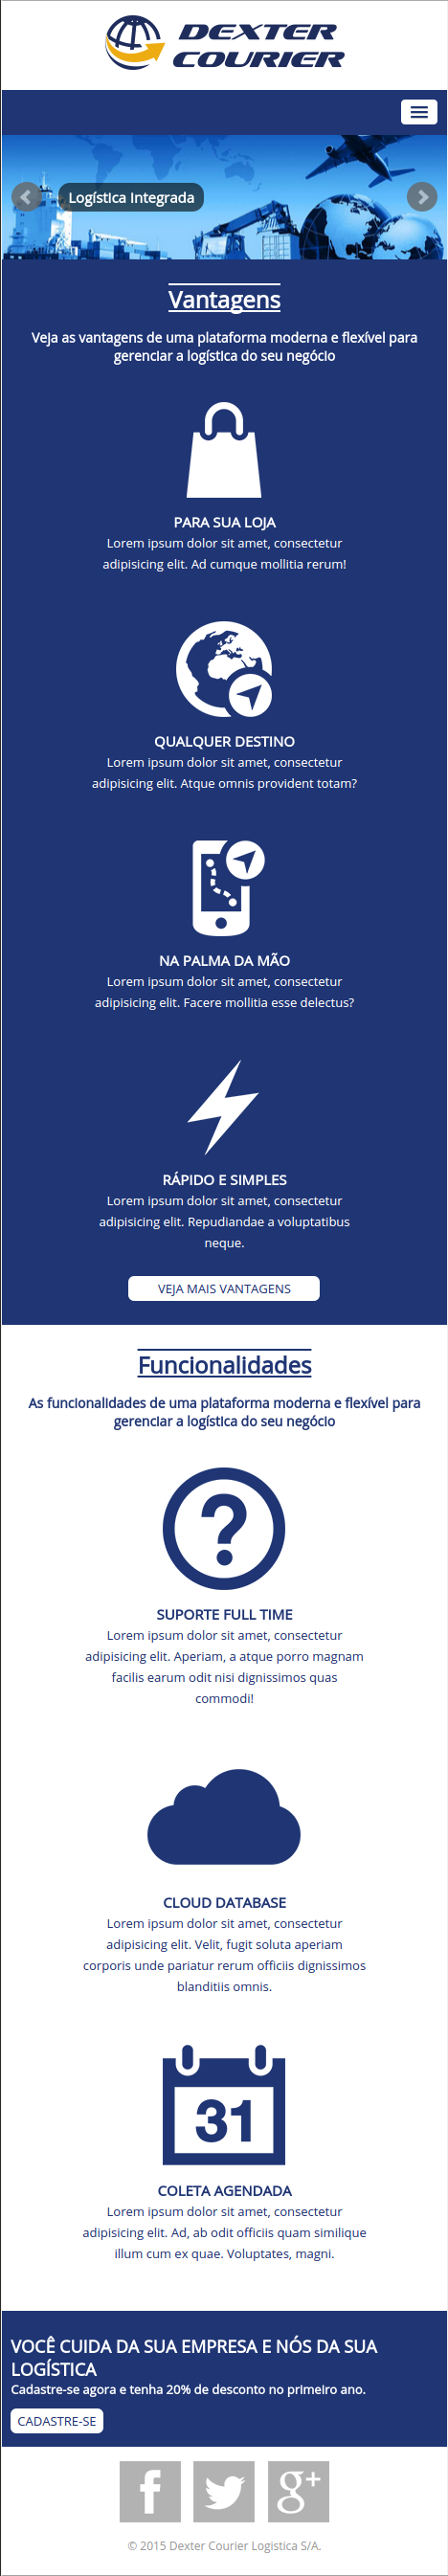 DEXTER
COURIER
Logística Integrada
Vantagens
Veja as vantagens de uma plataforma moderna e flexível para
gerenciar a logística do seu negócio
PARA SUA LOJA
Lorem ipsum dolor sit amet, consectetur
adipisicing elit. Ad cumque mollitia rerum!
QUALQUER DESTINO
Lorem ipsum dolor sit amet, consectetur
adipisicing elit. Atque omnis provident totam?
NA PALMA DA MÃO
Lorem ipsum dolor sit amet, consectetur
adipisicing elit. Facere mollitia esse delectus?
RÁPIDO E SIMPLES
Lorem ipsum dolor sit amet, consectetur
adipisicing elit. Repudiandae a voluptatibus
neque.
VEJA MAIS VANTAGENS
Funcionalidades
As funcionalidades de uma plataforma moderna e flexível para
gerenciar a logística do seu negócio
?
SUPORTE FULL TIME
Lorem ipsum dolor sit amet, consectetur
adipisicing elit. Aperiam, a atque porro magnam
facilis earum odit nisi dignissimos quas
commodi!
CLOUD DATABASE
Lorem ipsum dolor sit amet, consectetur
adipisicing elit. Velit, fugit soluta aperiam
corporis unde pariatur rerum officiis dignissimos
blanditiis omnis.
31
COLETA AGENDADA
Lorem ipsum dolor sit amet, consectetur
adipisicing elit. Ad, ab odit officiis quam similique
illum cum ex quae. Voluptates, magni.
VOCÊ CUIDA DA SUA EMPRESA E NÓS DA SUA
LOGÍSTICA
Cadastre-se agora e tenha 20% de desconto no primeiro ano.
CADASTRE-SE
f g+
© 2015 Dexter Courier Logistica S/A.